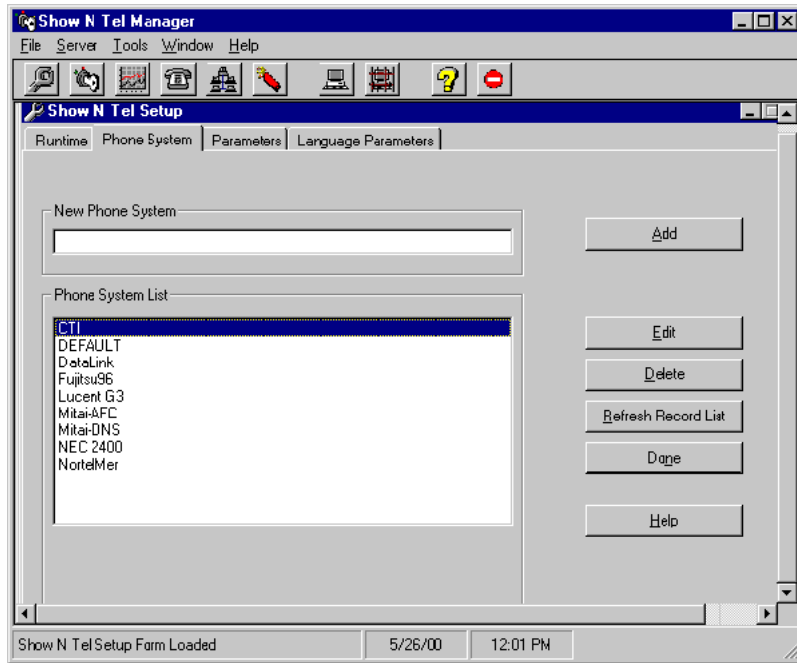 Show N Tel Manager
File Server Tools Window Help
Show N Tel Setup
Runtime Phone System Parameters Language Parameters
New Phone System
Add
Phone System List
CTI
DEFAULT
DataLink
Fujitsu96
Lucent G3
Mitai-AFC
Mitai-DNS
NEC 2400
NortelMer
Edit
Delete
Refresh Record List
Done
Help
Show N Tel Setup Form Loaded 5/26/00 12:01 PM